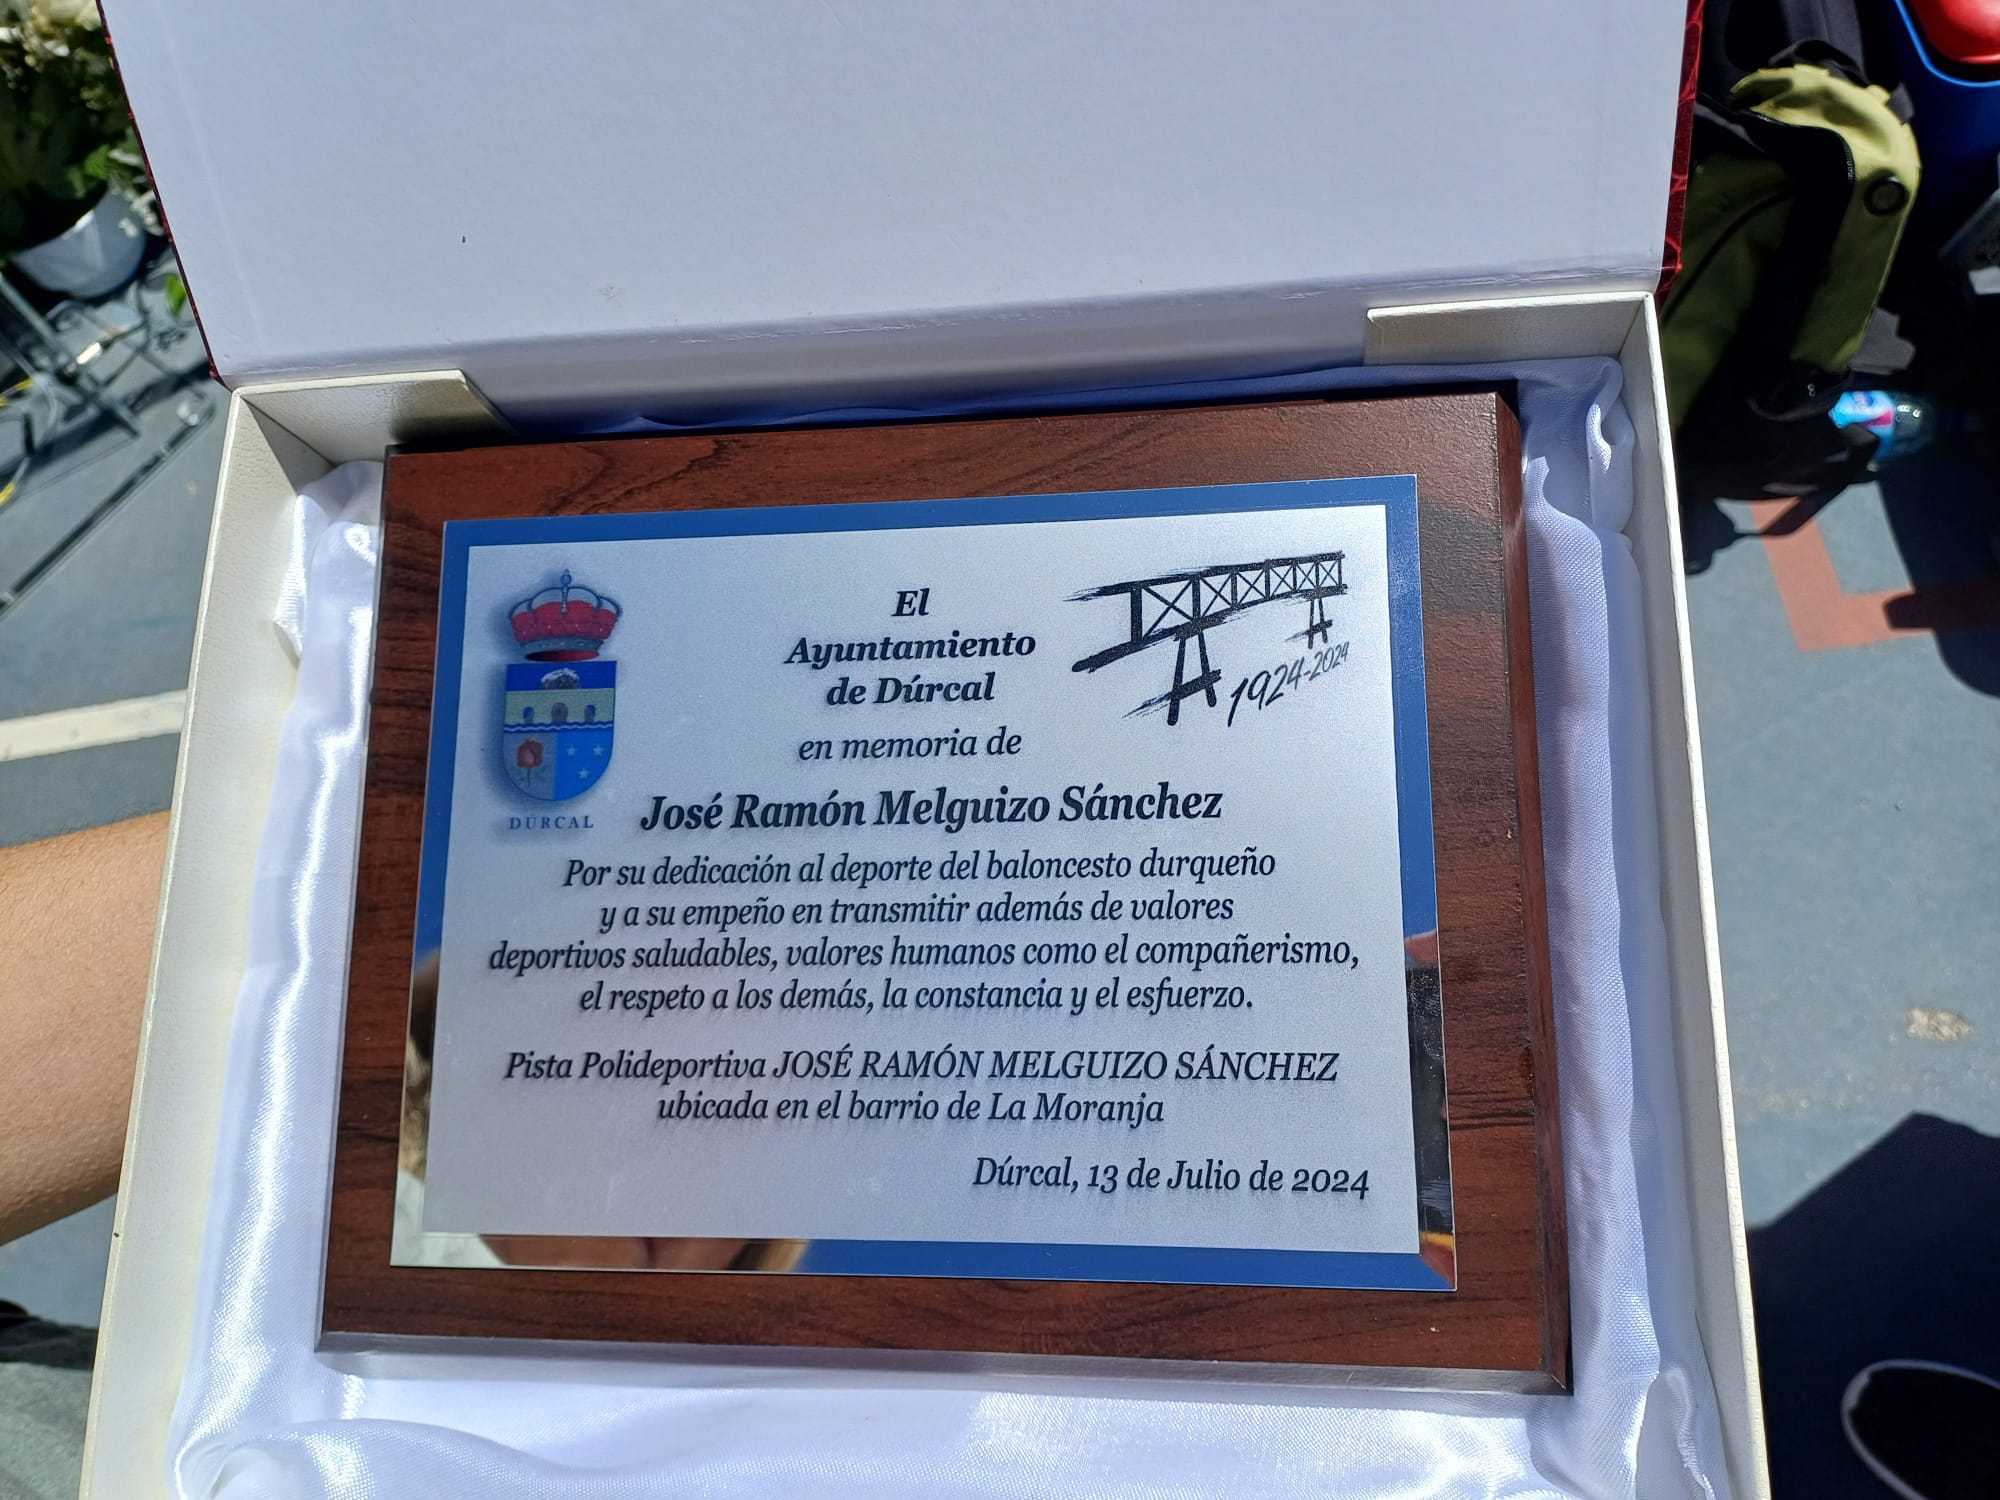 El
Ayuntamiento
de Dúrcal
en memoria de
1924-2024
DÚRCAL
José Ramón Melguizo Sánchez
Por su dedicación al deporte del baloncesto durqueño
y a su empeño en transmitir además de valores
deportivos saludables, valores humanos como el compañerismo,
el respeto a los demás, la constancia y el esfuerzo.
Pista Polideportiva JOSÉ RAMÓN MELGUIZO SÁNCHEZ
ubicada en el barrio de La Moranja
Dúrcal, 13 de Julio de 2024